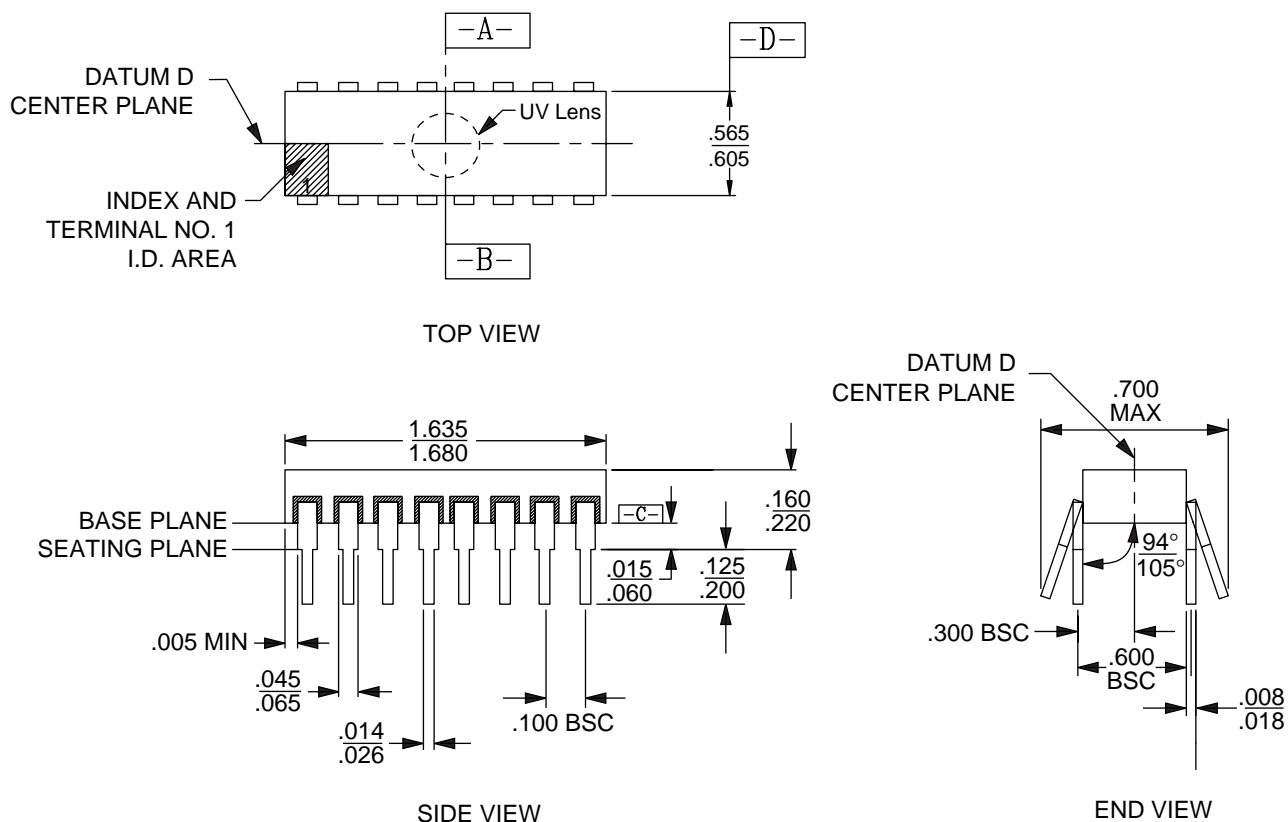 -A-
-D-
DATUM D
CENTER PLANE
UV Lens
.565
.605
1
INDEX AND
TERMINAL NO. 1
I.D. AREA
-B-
TOP VIEW
DATUM D
CENTER PLANE
.700
MAX
1.635
1.680
BASE PLANE
SEATING PLANE
-C-
.160
.220
.015
.060
.125
.200
94°
105°
.005 MIN
.300 BSC
.600
BSC
.045
.065
.100 BSC
.008
.018
.014
.026
SIDE VIEW
END VIEW